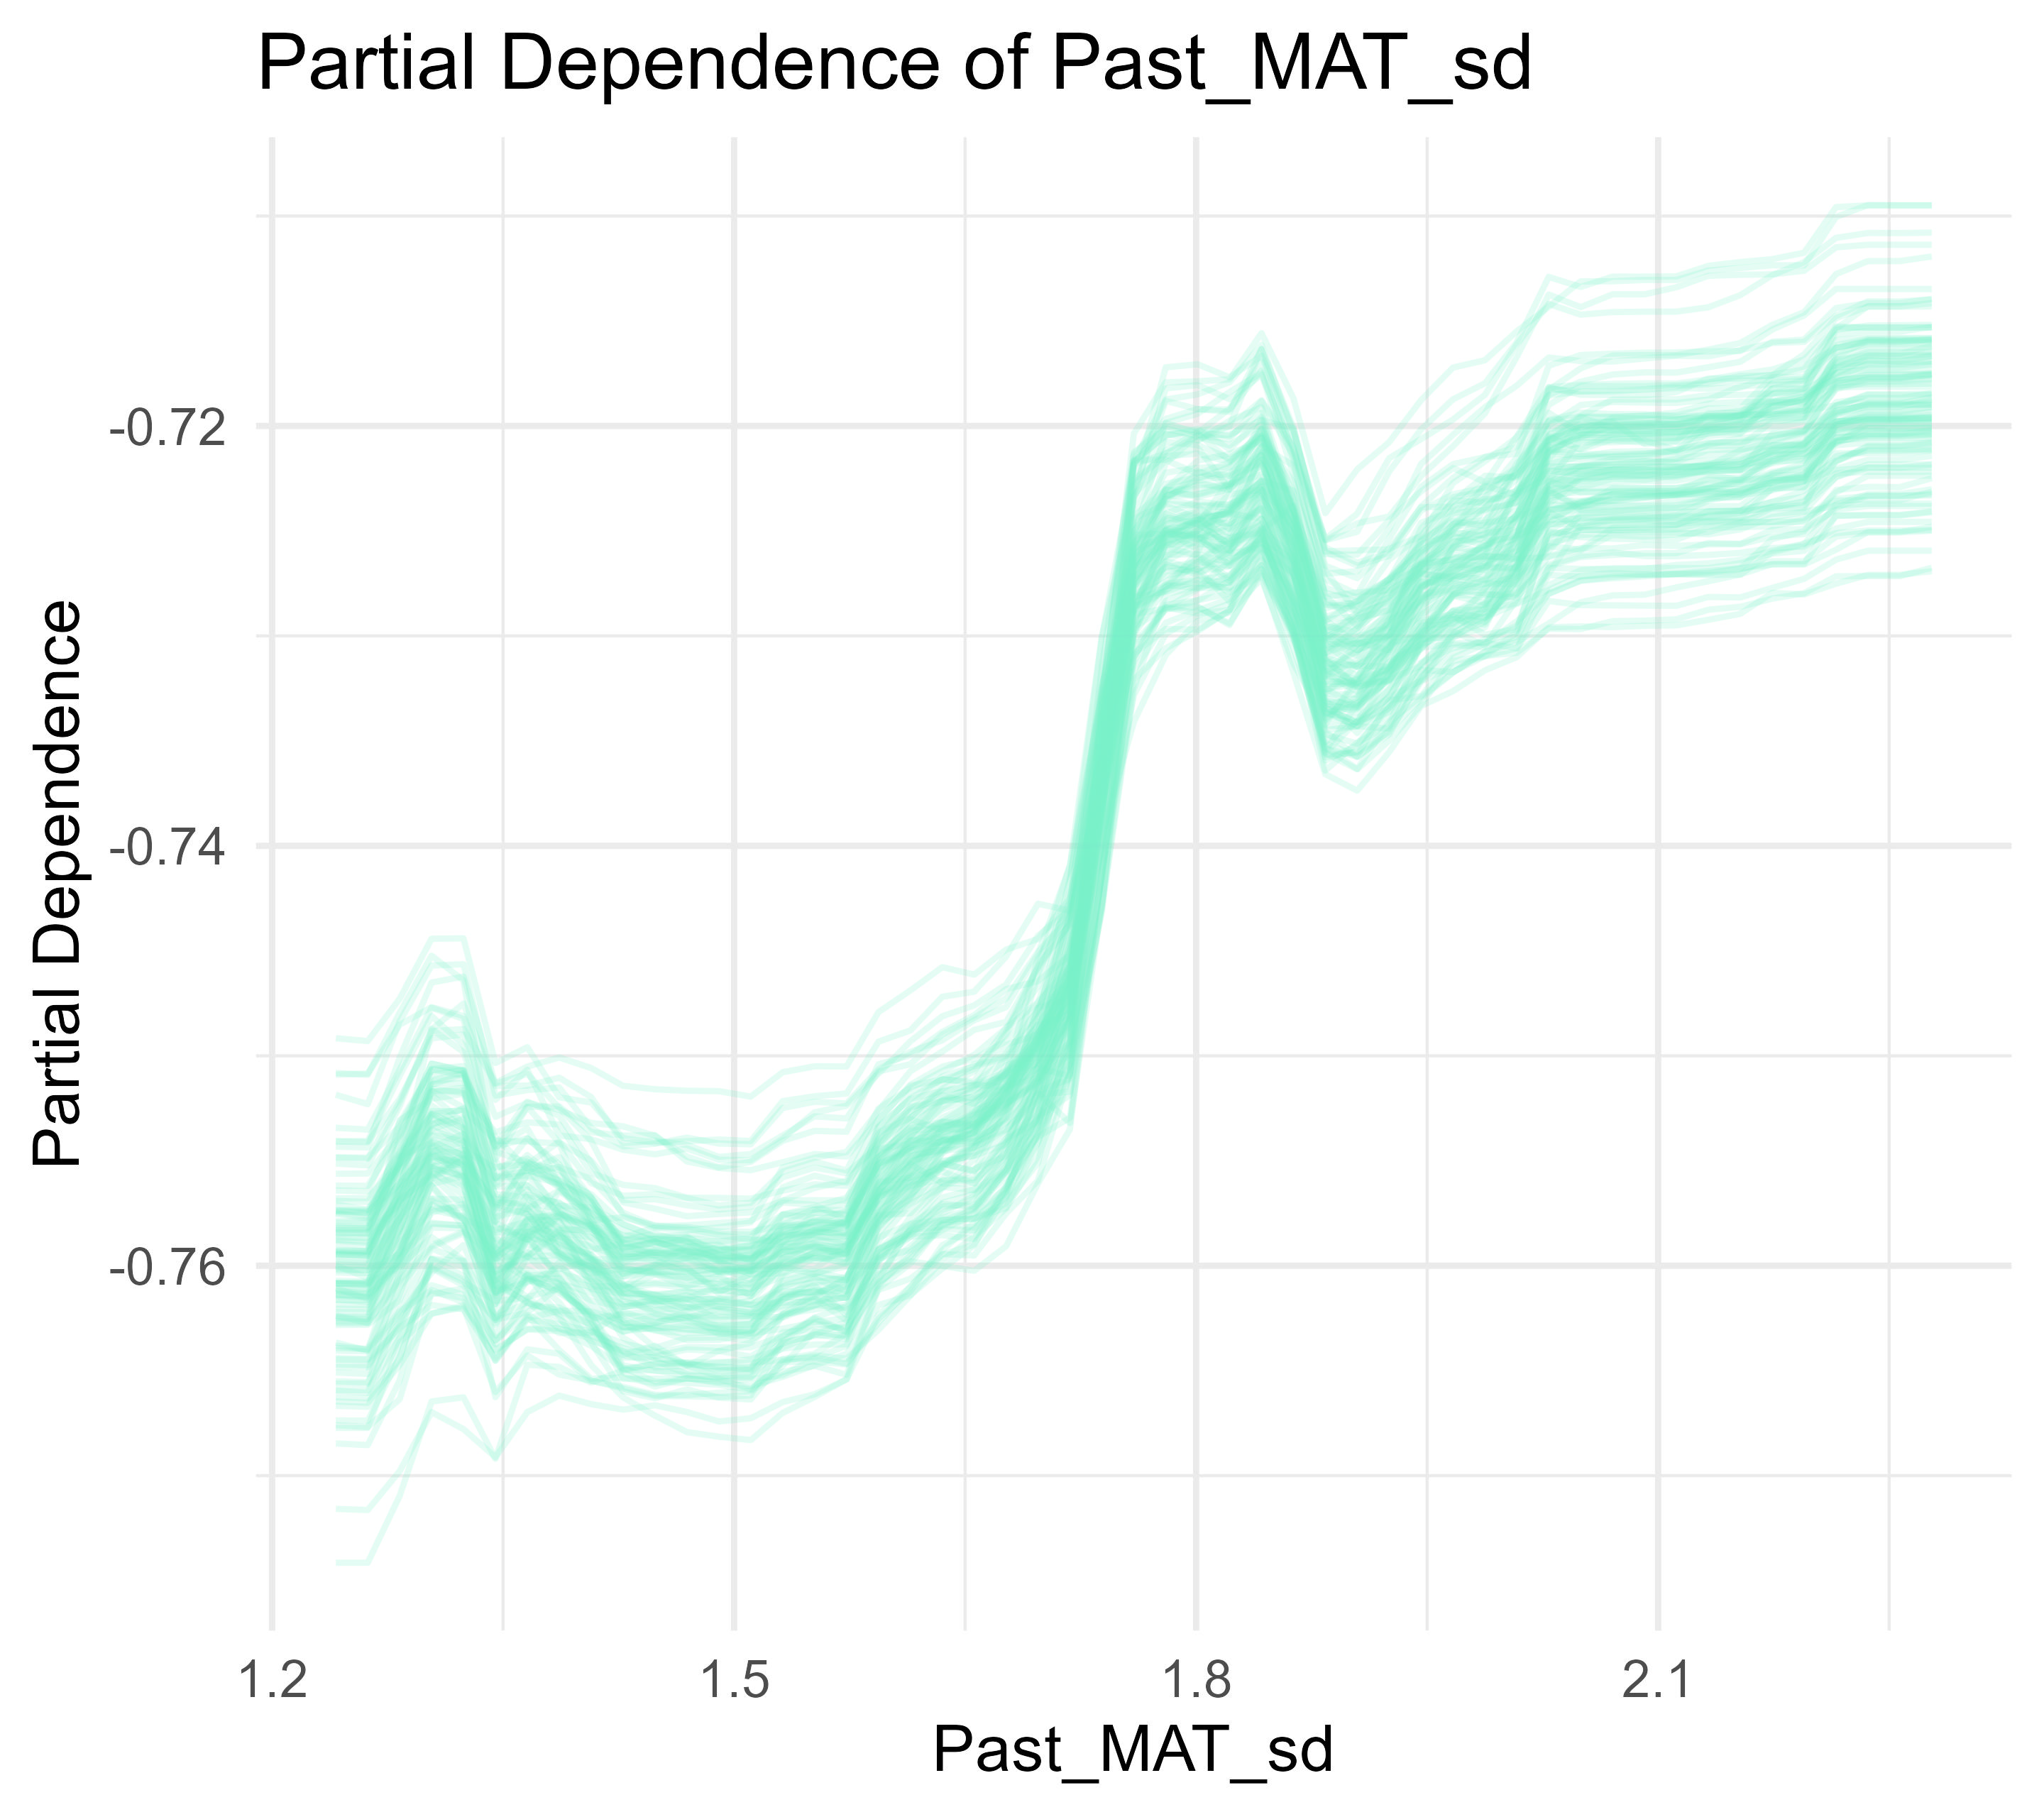 Partial Dependence of Past_MAT_sd
Partial Dependence
-0.72
-0.74
-0.76
1.2
1.5
1.8
2.1
Past_MAT_sd